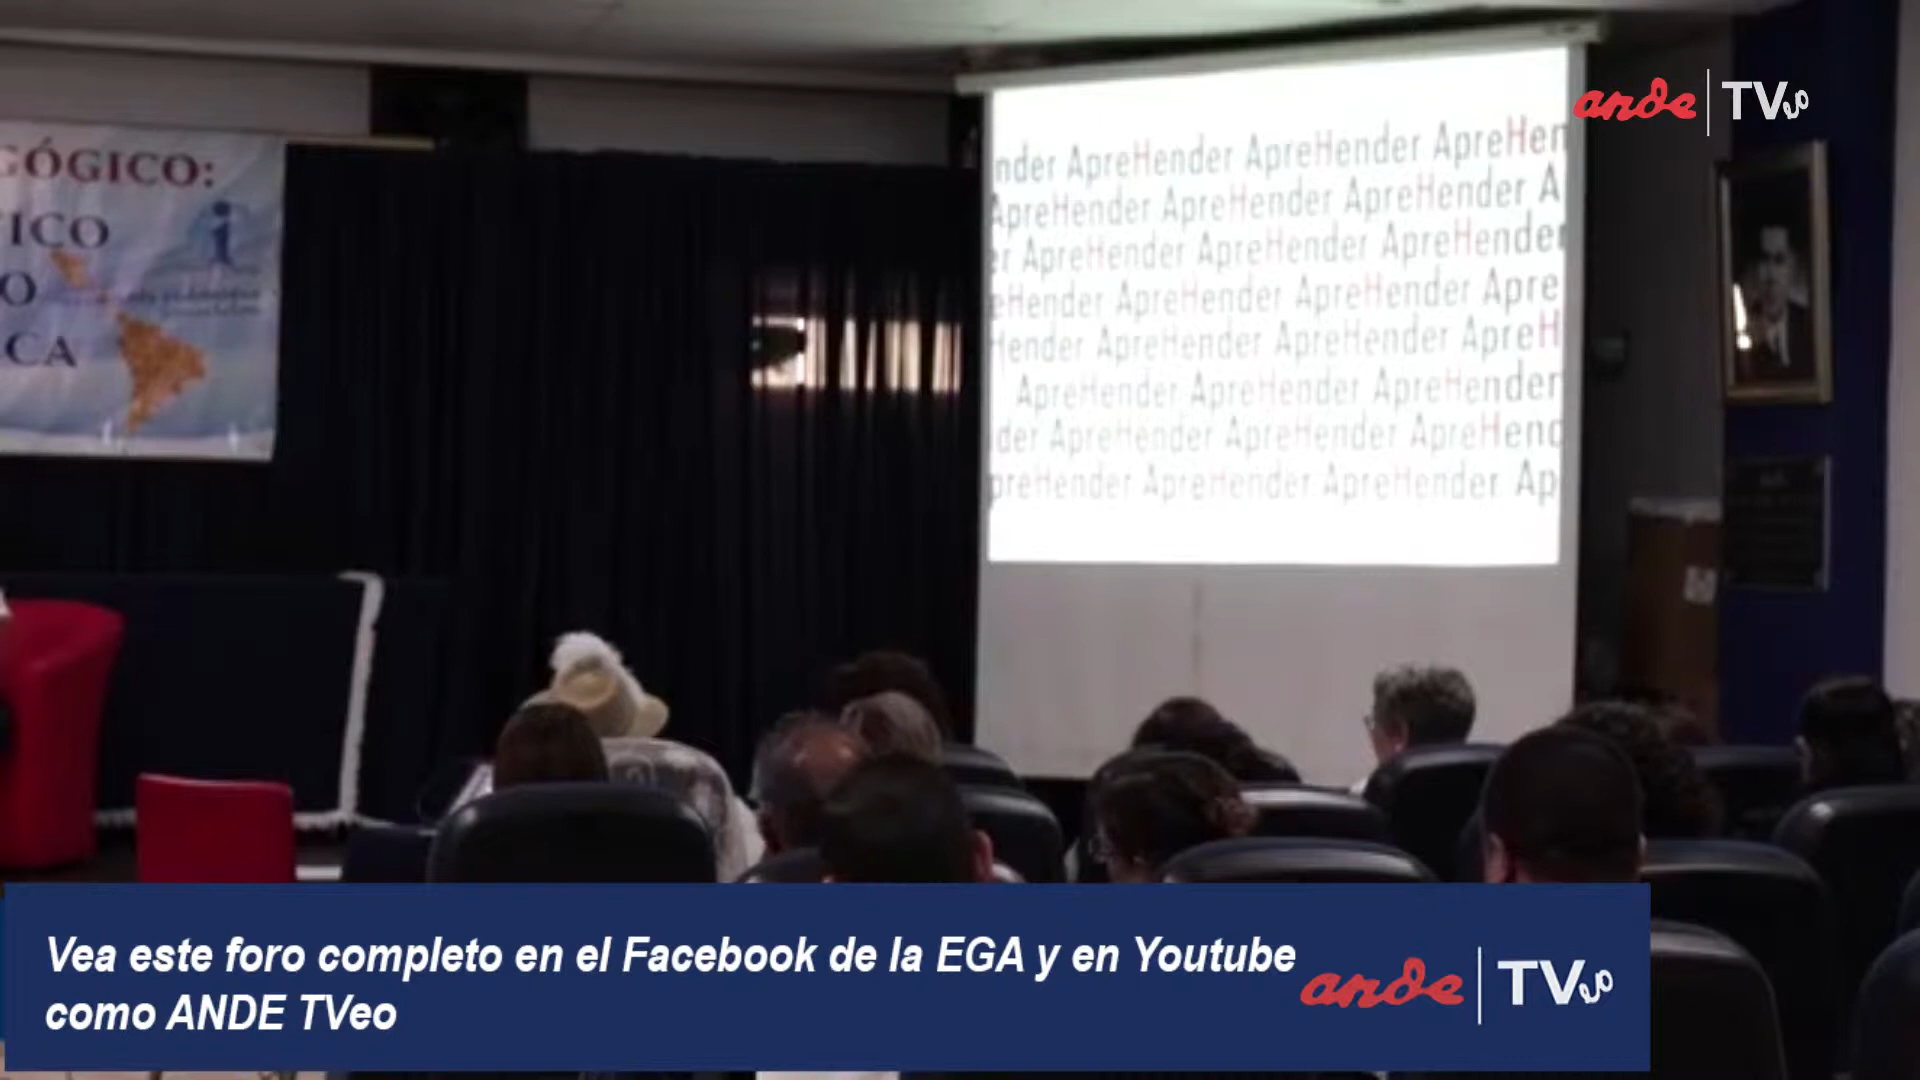 GÓGICO:
ICO
O
CA
nder ApreHender ApreHender ApreHen
ApreHender ApreHender ApreHender A
er ApreHender ApreHender ApreHender
eHender ApreHender ApreHender Apre
Hender ApreHender ApreHender ApreH
ApreHender ApreHender ApreHender
der ApreHender ApreHender ApreHend
preHender ApreHender ApreHender Apr
ande TVeo
Vea este foro completo en el Facebook de la EGA y en Youtube
como ANDE TVeo
ande TVeo